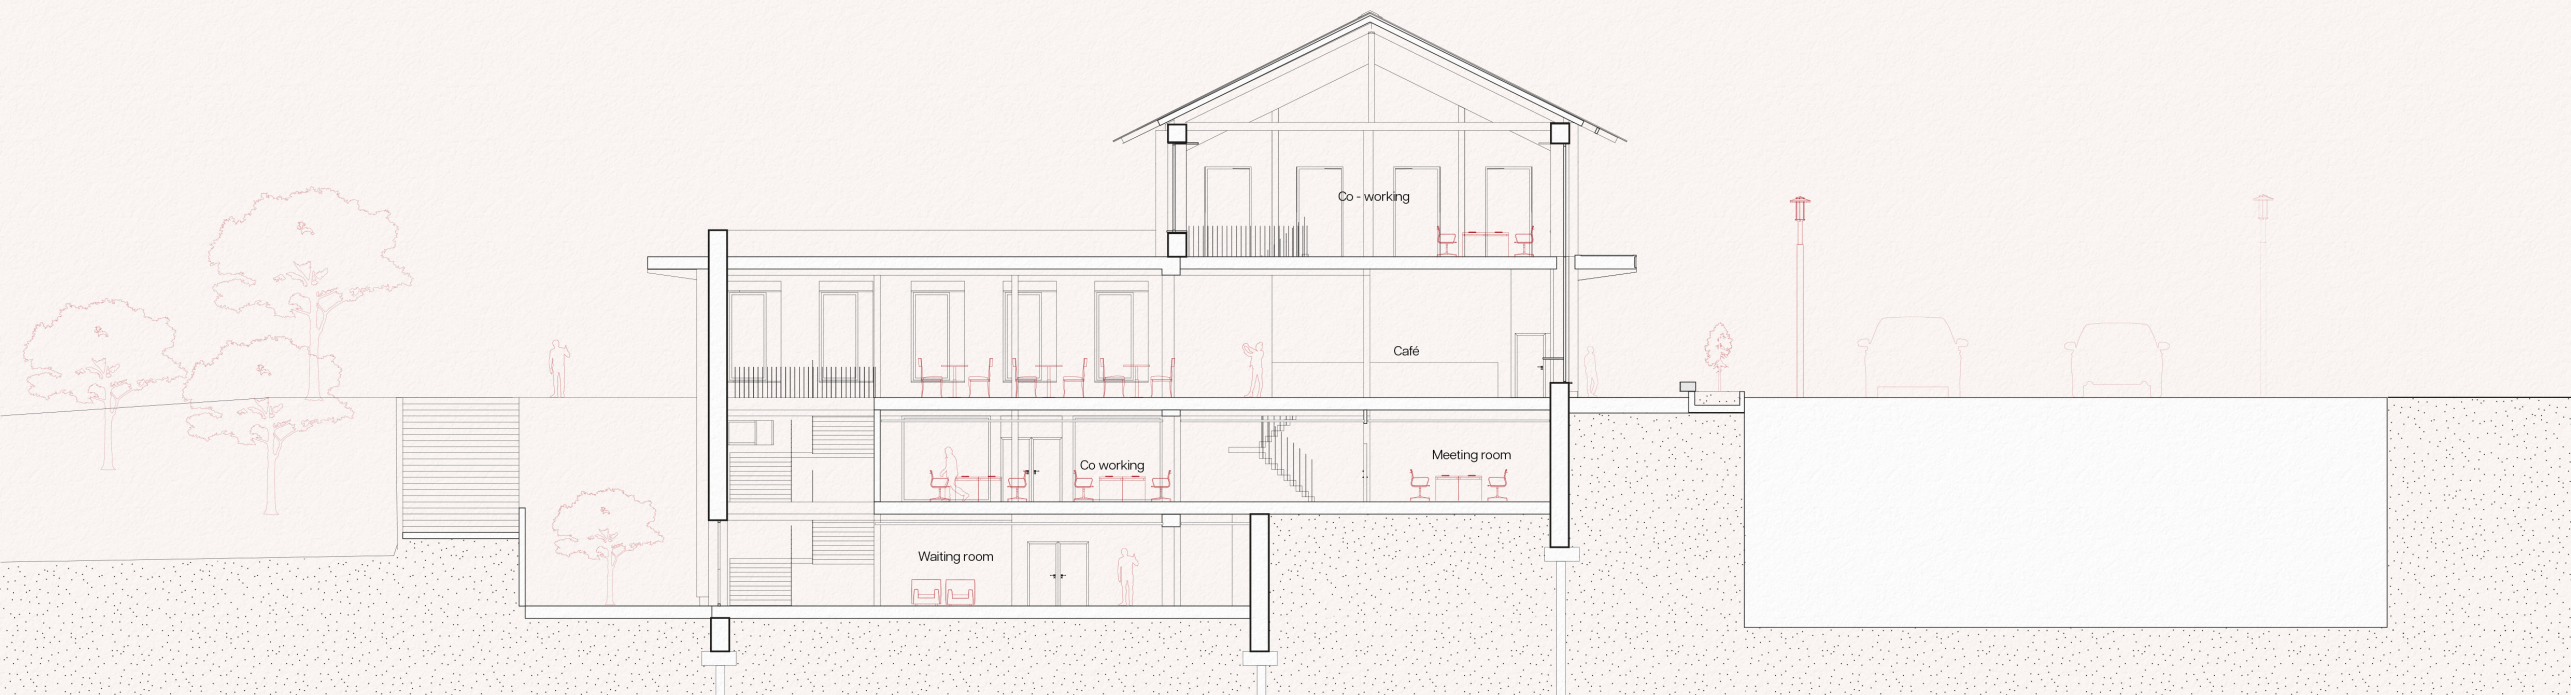 Co - working
Café
Co working
Meeting room
Waiting room